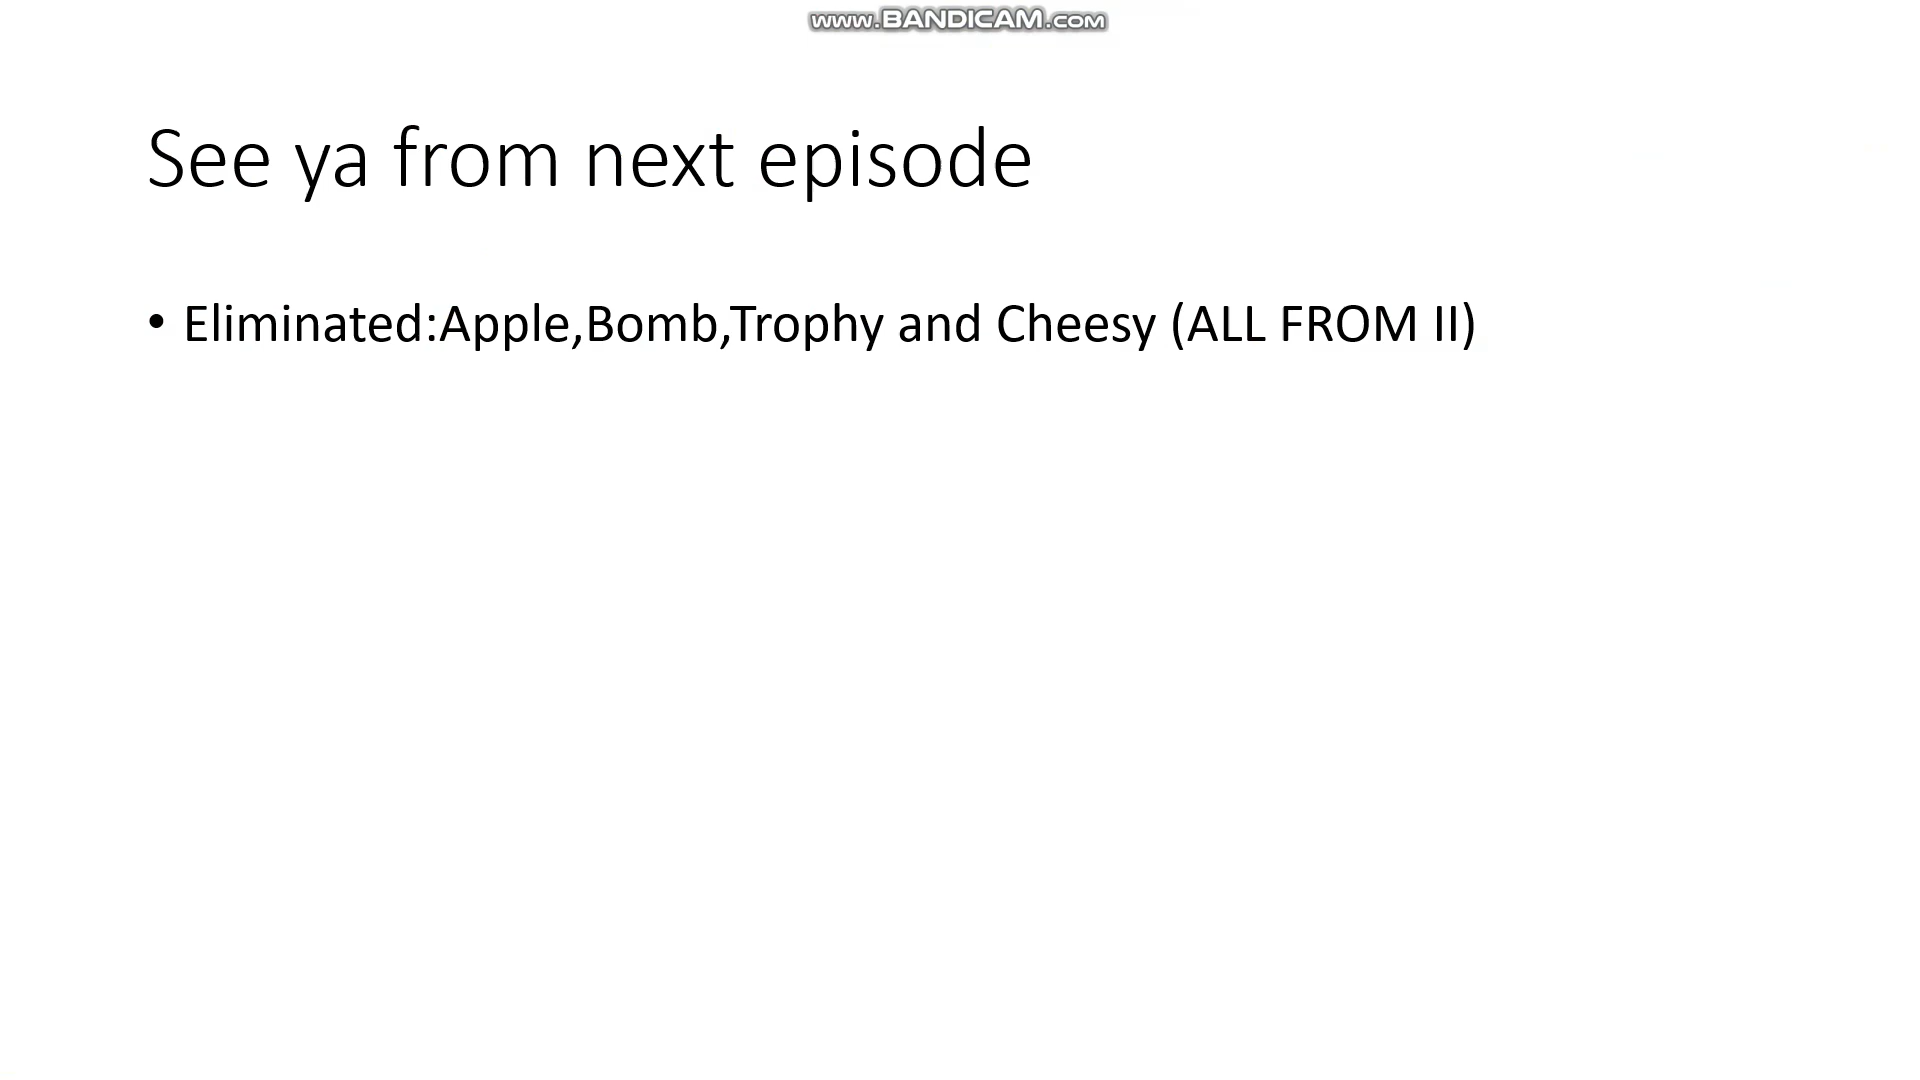 www.BANDICAM.com
See ya from next episode
• Eliminated:Apple,Bomb,Trophy and Cheesy (ALL FROM II)